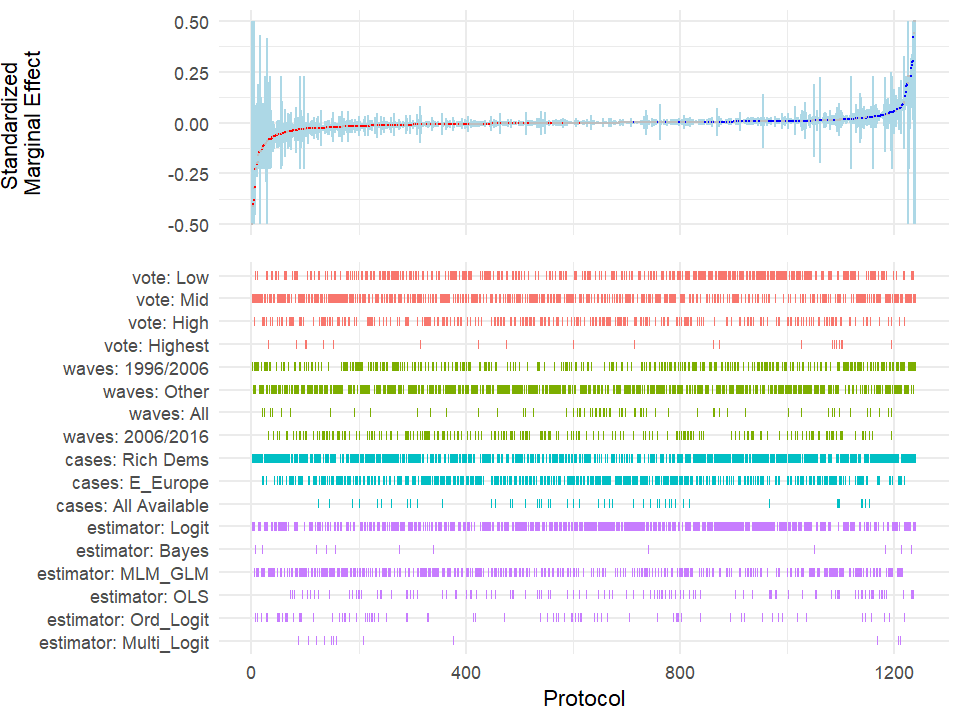 Standardized
Marginal Effect
0.50
0.25
0.00
-0.25
-0.50
vote: Low
vote: Mid
vote: High
vote: Highest
waves: 1996/2006
waves: Other
waves: All
waves: 2006/2016
cases: Rich Dems
cases: E_Europe
cases: All Available
estimator: Logit
estimator: Bayes
estimator: MLM_GLM
estimator: OLS
estimator: Ord_Logit
estimator: Multi_Logit
0 400 800 1200
Protocol